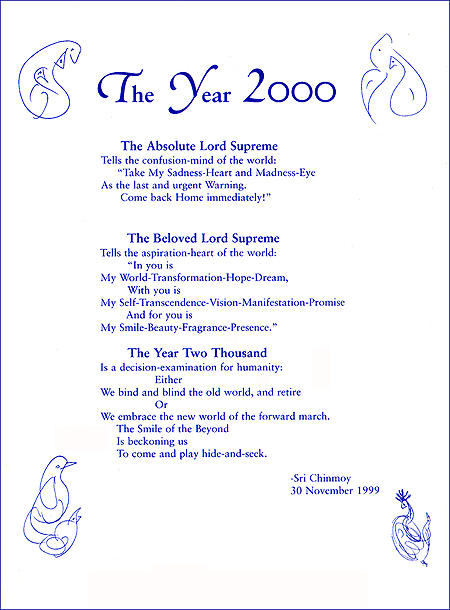 The Year 2000
The Absolute Lord Supreme
Tells the confusion-mind of the world:
“Take My Sadness-Heart and Madness-Eye
As the last and urgent Warning.
Come back Home immediately!”
The Beloved Lord Supreme
Tells the aspiration-heart of the world:
“In you is
My World-Transformation-Hope-Dream,
With you is
My Self-Transcendence-Vision-Manifestation-Promise
And for you is
My Smile-Beauty-Fragrance-Presence.”
The Year Two Thousand
Is a decision-examination for humanity:
Either
We bind and blind the old world, and retire
Or
We embrace the new world of the forward march.
The Smile of the Beyond
Is beckoning us
To come and play hide-and-seek.
-Sri Chinmoy
30 November 1999